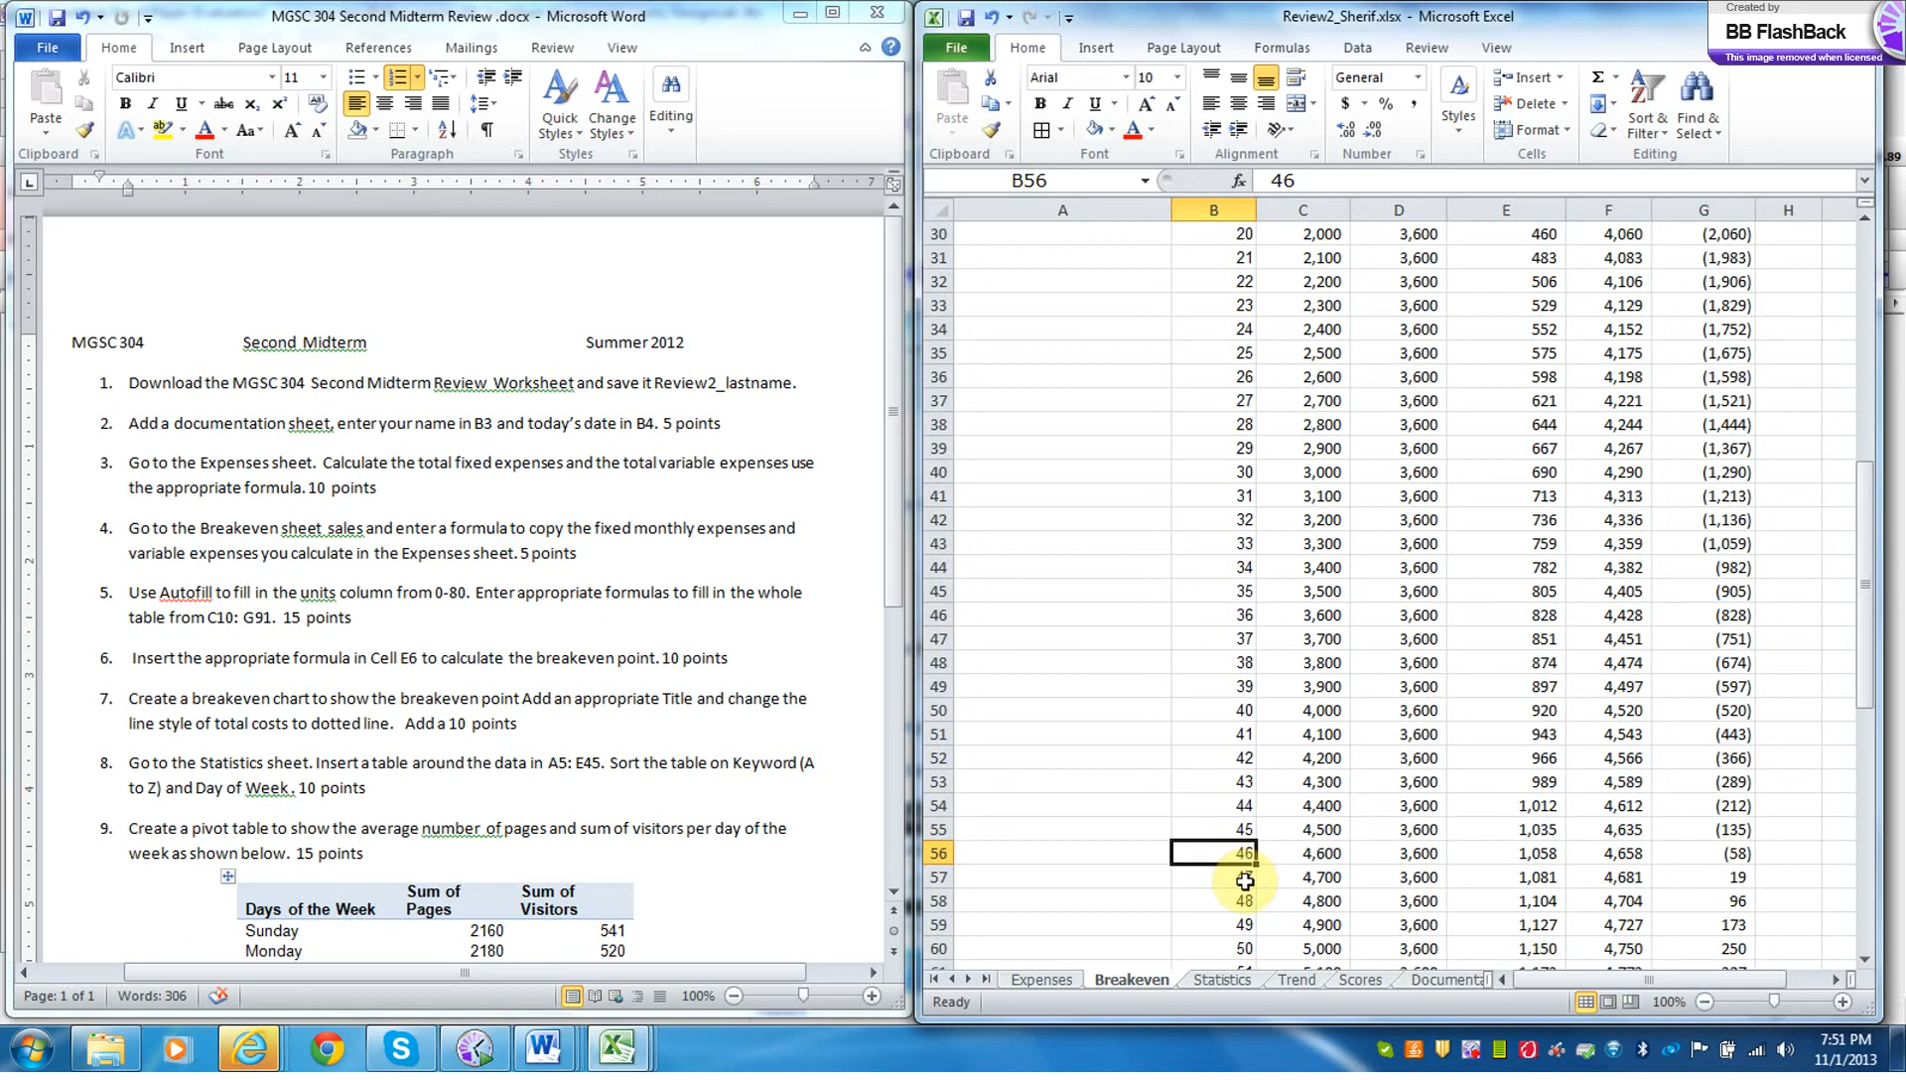 MGSC 304 Second Midterm Review .docx - Microsoft Word
File Home Insert Page Layout References Mailings Review View
Calibri 11
Paste
Quick Styles
Change Styles
Editing
Clipboard Font Paragraph Styles
MGSC 304 Second Midterm Summer 2012
1. Download the MGSC 304 Second Midterm Review Worksheet and save it Review2_lastname.
2. Add a documentation sheet, enter your name in B3 and today's date in B4. 5 points
3. Go to the Expenses sheet. Calculate the total fixed expenses and the total variable expenses use
the appropriate formula. 10 points
4. Go to the Breakeven sheet sales and enter a formula to copy the fixed monthly expenses and
variable expenses you calculate in the Expenses sheet. 5 points
5. Use Autofill to fill in the units column from 0-80. Enter appropriate formulas to fill in the whole
table from C10: G91. 15 points
6. Insert the appropriate formula in Cell E6 to calculate the breakeven point. 10 points
7. Create a breakeven chart to show the breakeven point Add an appropriate Title and change the
line style of total costs to dotted line. Add a 10 points
8. Go to the Statistics sheet. Insert a table around the data in A5: E45. Sort the table on Keyword (A
to Z) and Day of Week . 10 points
9. Create a pivot table to show the average number of pages and sum of visitors per day of the
week as shown below. 15 points
Days of the Week Sum of Pages Sum of Visitors
Sunday 2160 541
Monday 2180 520
Page: 1 of 1 Words: 306 100%
Review2_Sherif.xlsx - Microsoft Excel
Created by
BB FlashBack
This image removed when licensed
File Home Insert Page Layout Formulas Data Review View
Arial 10 General
Paste
Styles
Insert
Delete
Format
Sort & Filter
Find & Select
Clipboard Font Alignment Number Cells Editing
.89
B56 fx 46
A B C D E F G H
30 20 2,000 3,600 460 4,060 (2,060)
31 21 2,100 3,600 483 4,083 (1,983)
32 22 2,200 3,600 506 4,106 (1,906)
33 23 2,300 3,600 529 4,129 (1,829)
34 24 2,400 3,600 552 4,152 (1,752)
35 25 2,500 3,600 575 4,175 (1,675)
36 26 2,600 3,600 598 4,198 (1,598)
37 27 2,700 3,600 621 4,221 (1,521)
38 28 2,800 3,600 644 4,244 (1,444)
39 29 2,900 3,600 667 4,267 (1,367)
40 30 3,000 3,600 690 4,290 (1,290)
41 31 3,100 3,600 713 4,313 (1,213)
42 32 3,200 3,600 736 4,336 (1,136)
43 33 3,300 3,600 759 4,359 (1,059)
44 34 3,400 3,600 782 4,382 (982)
45 35 3,500 3,600 805 4,405 (905)
46 36 3,600 3,600 828 4,428 (828)
47 37 3,700 3,600 851 4,451 (751)
48 38 3,800 3,600 874 4,474 (674)
49 39 3,900 3,600 897 4,497 (597)
50 40 4,000 3,600 920 4,520 (520)
51 41 4,100 3,600 943 4,543 (443)
52 42 4,200 3,600 966 4,566 (366)
53 43 4,300 3,600 989 4,589 (289)
54 44 4,400 3,600 1,012 4,612 (212)
55 45 4,500 3,600 1,035 4,635 (135)
56 46 4,600 3,600 1,058 4,658 (58)
57 4,700 3,600 1,081 4,681 19
58 48 4,800 3,600 1,104 4,704 96
59 49 4,900 3,600 1,127 4,727 173
60 50 5,000 3,600 1,150 4,750 250
Expenses Breakeven Statistics Trend Scores Documenta
Ready 100%
7:51 PM
11/1/2013